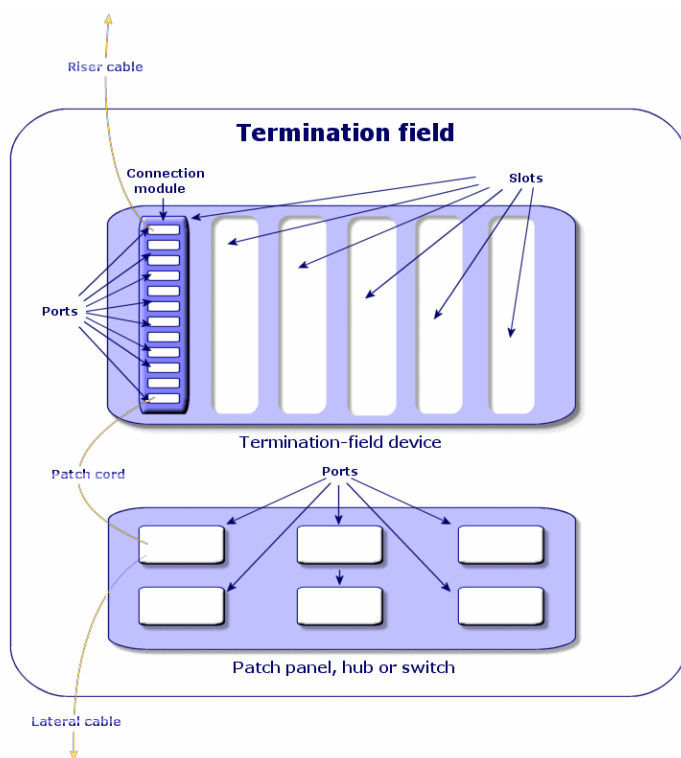 Riser cable
Termination field
Connection
module
Slots
Ports
Termination-field device
Patch cord
Ports
Patch panel, hub or switch
Lateral cable